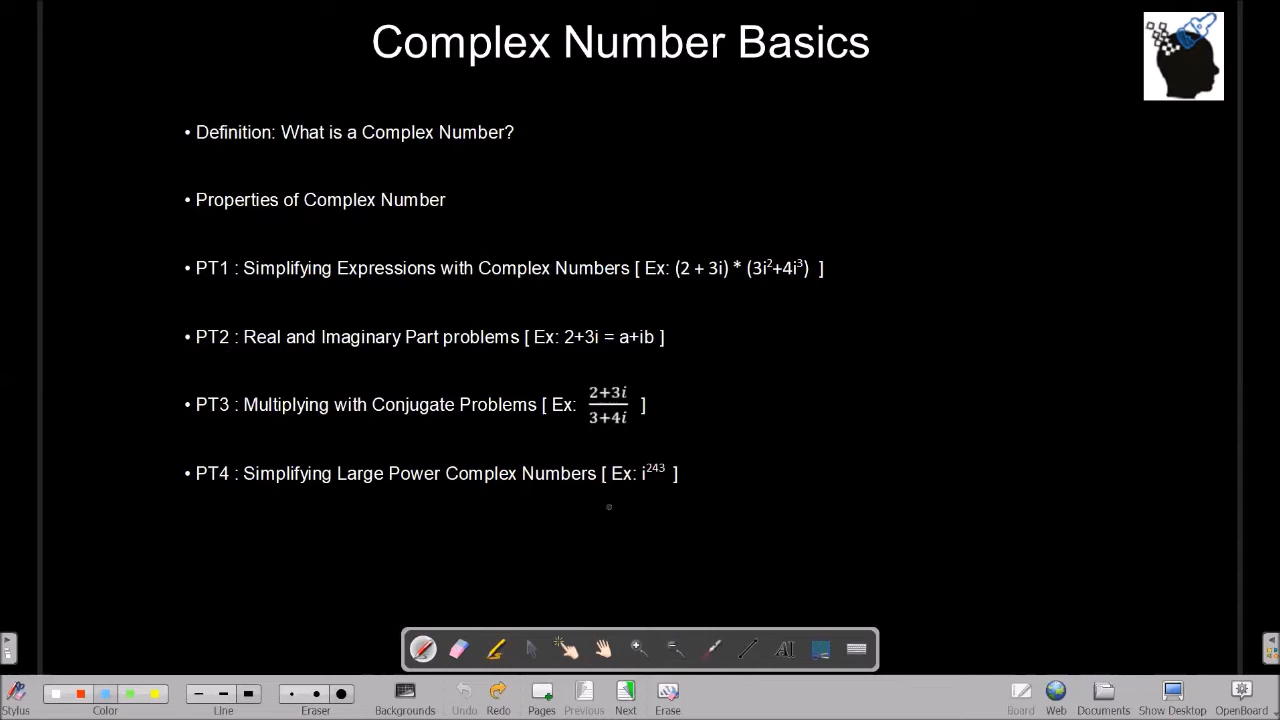 Complex Number Basics
• Definition: What is a Complex Number?
• Properties of Complex Number
• PT1 : Simplifying Expressions with Complex Numbers [ Ex: (2 + 3i) * (3i²+4i³) ]
• PT2 : Real and Imaginary Part problems [ Ex: 2+3i = a+ib ]
• PT3 : Multiplying with Conjugate Problems [ Ex: (2+3i)/(3+4i) ]
• PT4 : Simplifying Large Power Complex Numbers [ Ex: i²⁴³ ]
AI
Stylus Color Line Eraser Backgrounds Undo Redo Pages Previous Next Erase Board Web Documents Show Desktop OpenBoard